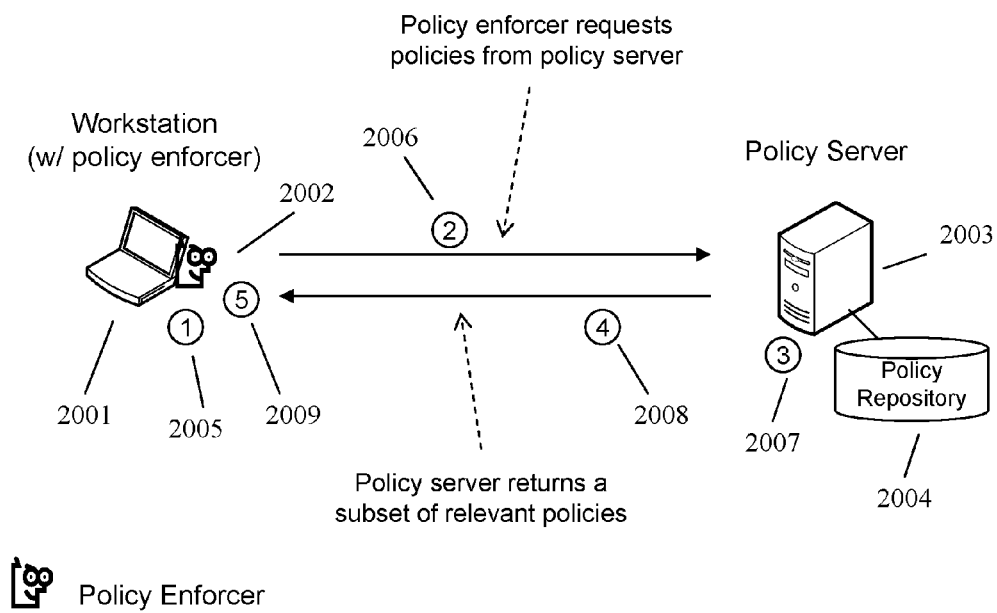 Policy enforcer requests
policies from policy server
Workstation
(w/ policy enforcer)
2006
Policy Server
2002
2
2003
5
1
4
3
Policy
Repository
2001
2005
2009
2008
2007
2004
Policy server returns a
subset of relevant policies
Policy Enforcer